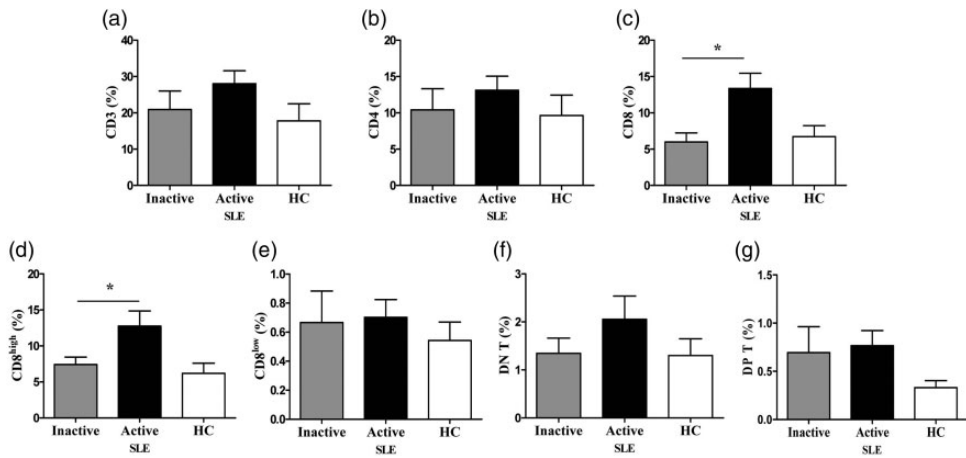 (a)
CD3 (%)
40
30
20
10
0
Inactive Active HC
SLE
(b)
CD4 (%)
20
15
10
5
0
Inactive Active HC
SLE
(c)
CD8 (%)
20
15
10
5
0
*
Inactive Active HC
SLE
(d)
CD8high (%)
20
15
10
5
0
*
Inactive Active HC
SLE
(e)
CD8low (%)
1.0
0.8
0.6
0.4
0.2
0.0
Inactive Active HC
SLE
(f)
DN T (%)
3
2
1
0
Inactive Active HC
SLE
(g)
DP T (%)
1.5
1.0
0.5
0.0
Inactive Active HC
SLE